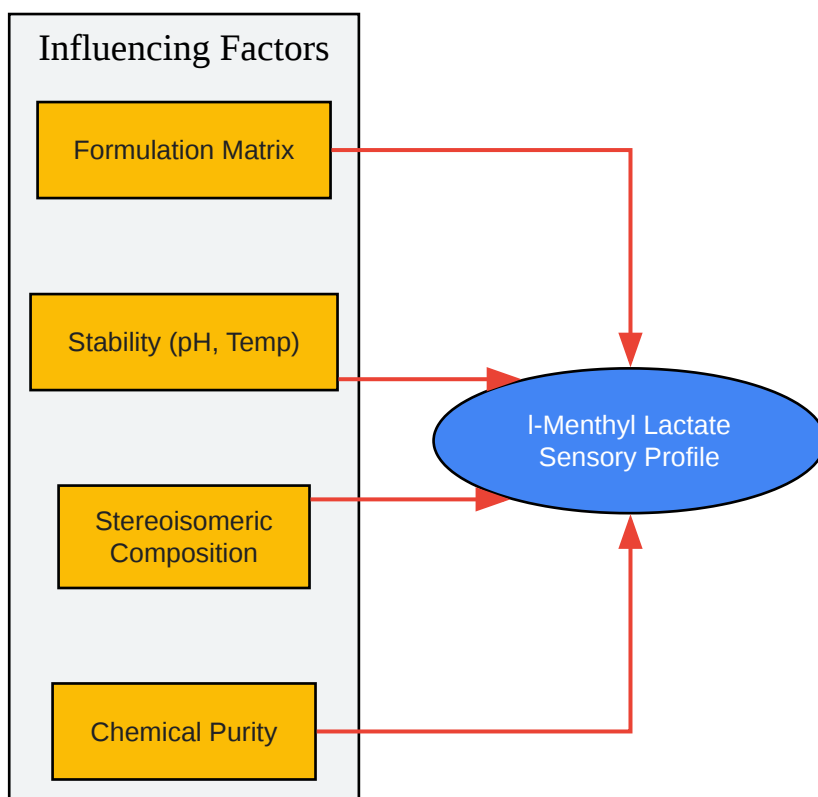 Influencing Factors
Formulation Matrix
Stability (pH, Temp)
Stereoisomeric
Composition
Chemical Purity
l-Menthyl Lactate
Sensory Profile